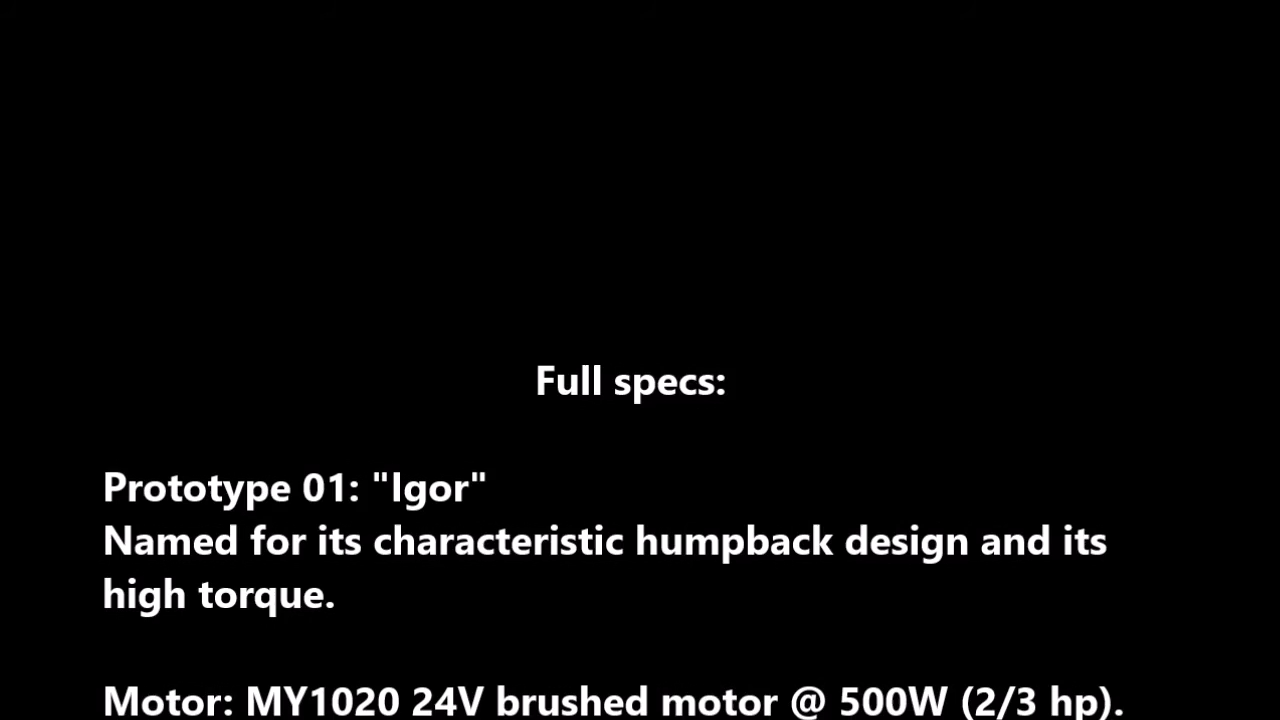 Full specs:
Prototype 01: "Igor"
Named for its characteristic humpback design and its
high torque.
Motor: MY1020 24V brushed motor @ 500W (2/3 hp).